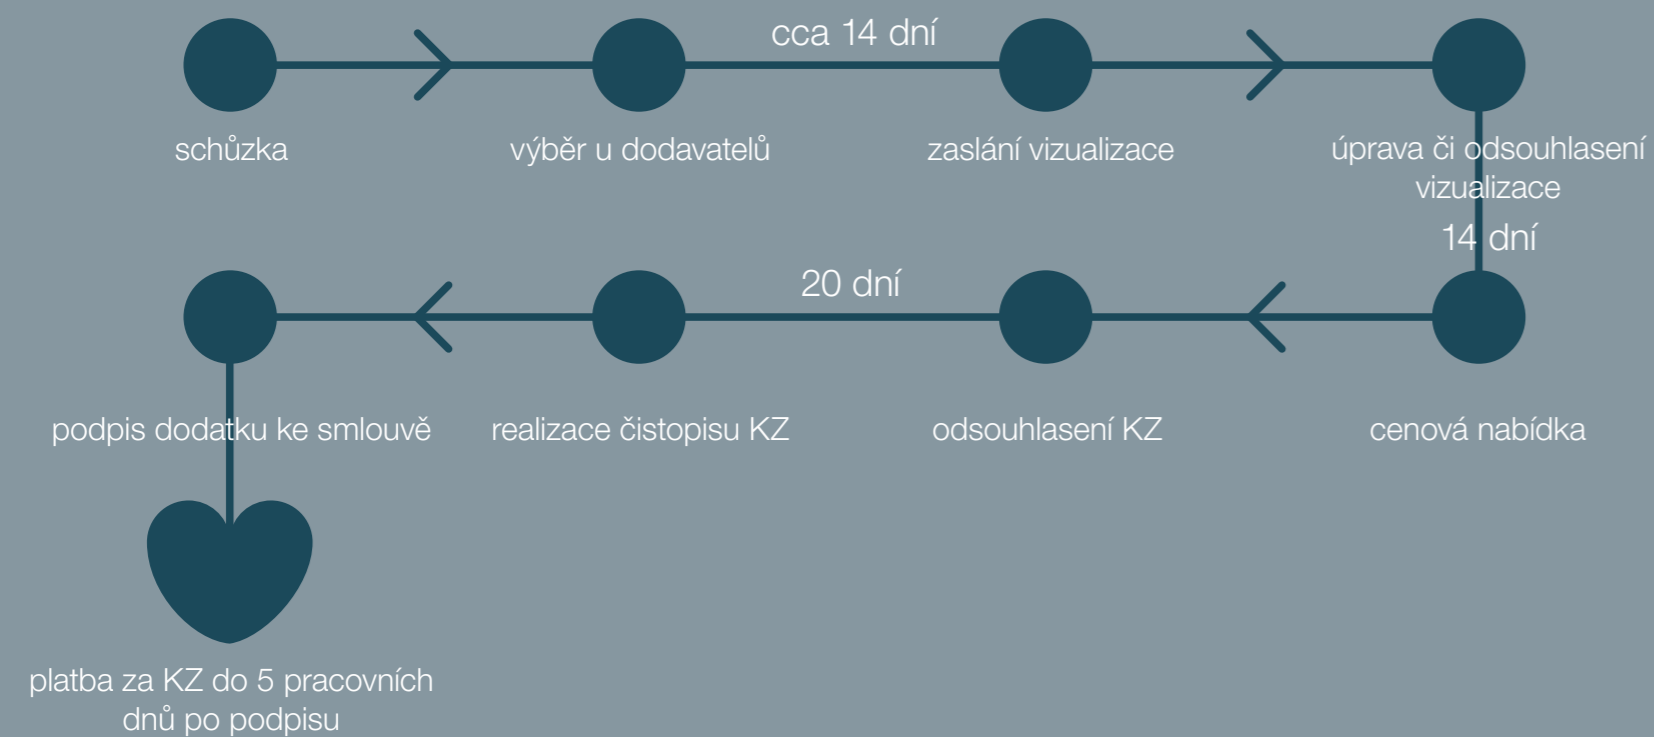 cca 14 dní
schůzka
výběr u dodavatelů
zaslání vizualizace
úprava či odsouhlasení
vizualizace
14 dní
20 dní
podpis dodatku ke smlouvě
realizace čistopisu KZ
odsouhlasení KZ
cenová nabídka
platba za KZ do 5 pracovních
dnů po podpisu